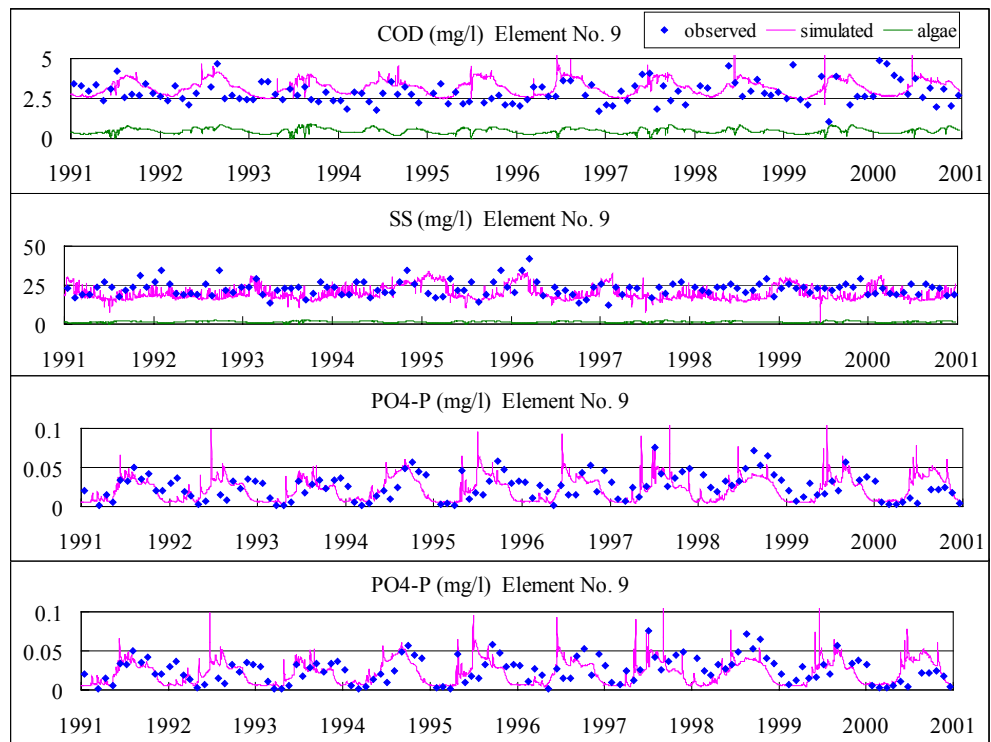 COD (mg/l) Element No. 9
observed simulated algae
5
2.5
0
1991 1992 1993 1994 1995 1996 1997 1998 1999 2000 2001
SS (mg/l) Element No. 9
50
25
0
1991 1992 1993 1994 1995 1996 1997 1998 1999 2000 2001
PO4-P (mg/l) Element No. 9
0.1
0.05
0
1991 1992 1993 1994 1995 1996 1997 1998 1999 2000 2001
PO4-P (mg/l) Element No. 9
0.1
0.05
0
1991 1992 1993 1994 1995 1996 1997 1998 1999 2000 2001